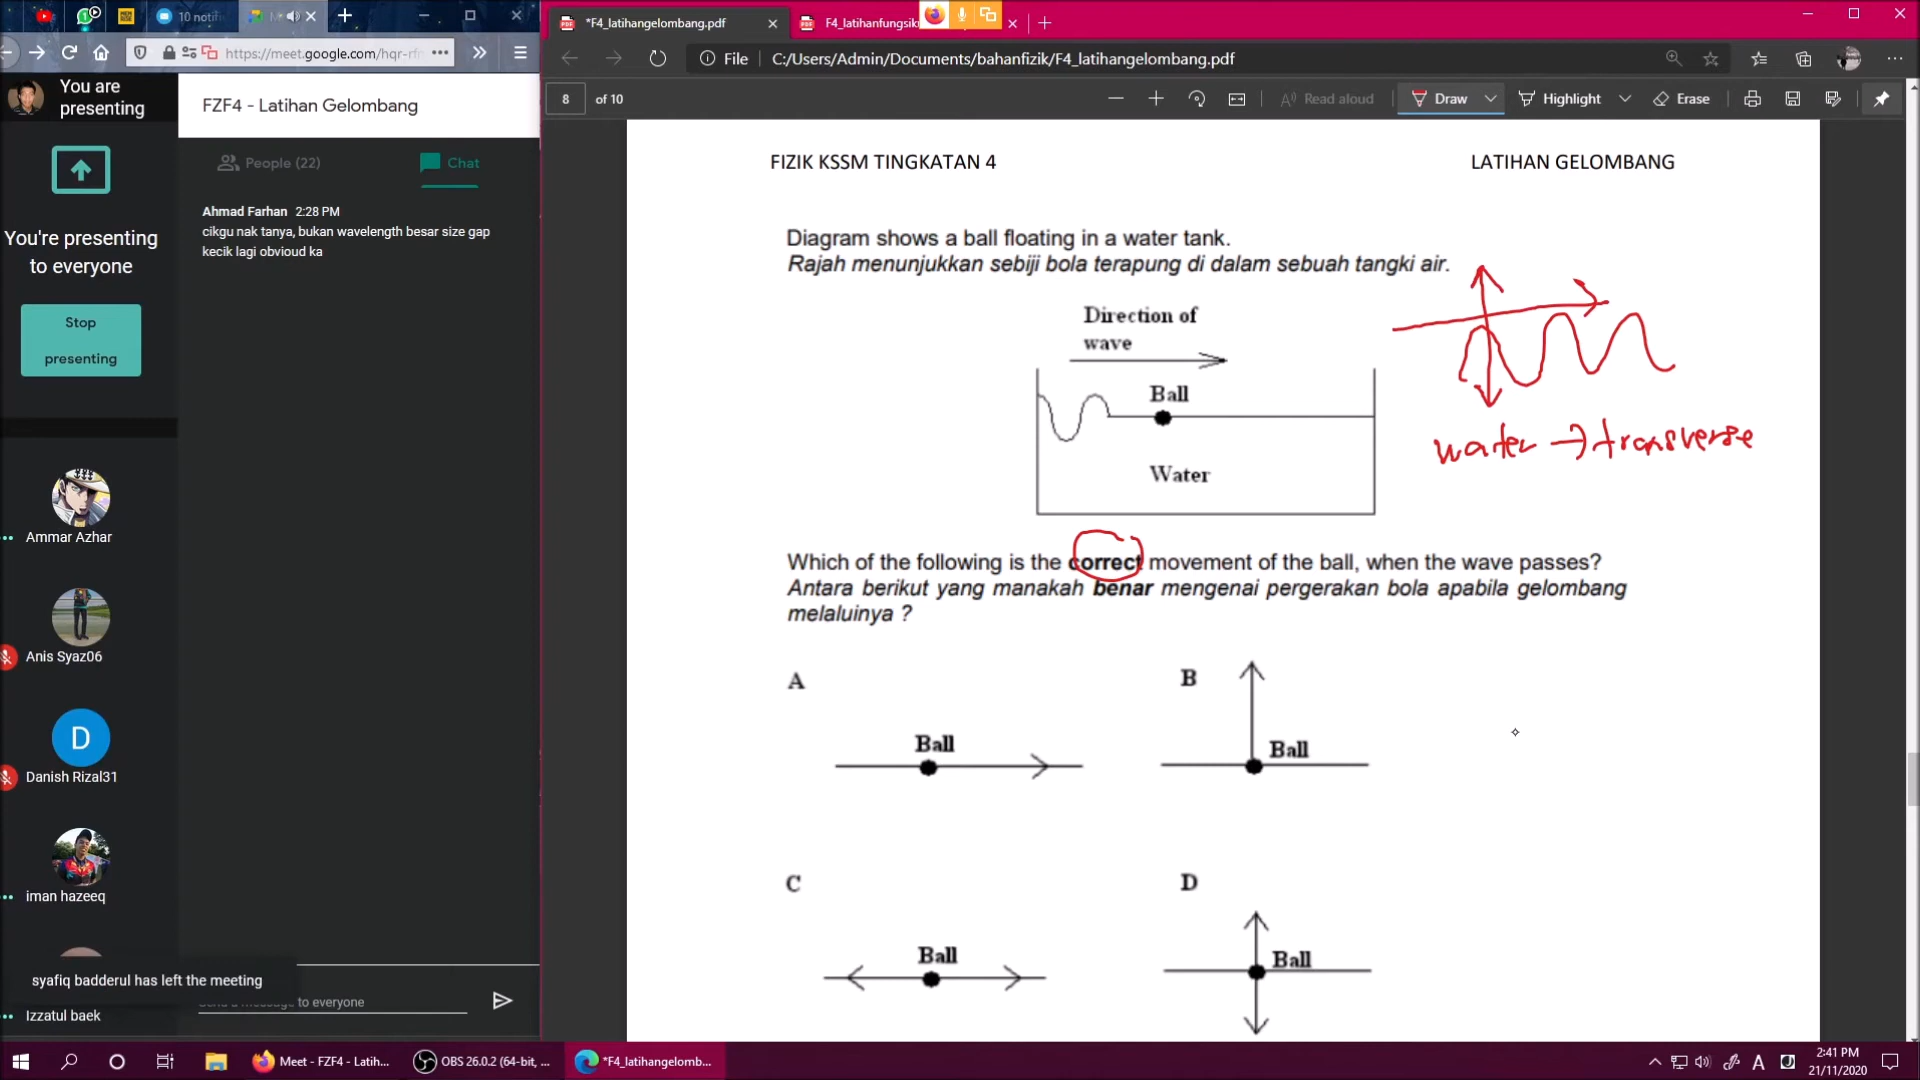 10 notifi
https://meet.google.com/hqr-rfn
You are
presenting
You're presenting
to everyone
Stop
presenting
Ammar Azhar
Anis Syaz06
D
Danish Rizal31
iman hazeeq
syafiq badderul has left the meeting
Izzatul baek
FZF4 - Latihan Gelombang
People (22)
Chat
Ahmad Farhan 2:28 PM
cikgu nak tanya, bukan wavelength besar size gap
kecik lagi obvioud ka
Send a message to everyone
*F4_latihangelombang.pdf
F4_latihanfungsik
File
C:/Users/Admin/Documents/bahanfizik/F4_latihangelombang.pdf
8 of 10
Read aloud
Draw
Highlight
Erase
FIZIK KSSM TINGKATAN 4
LATIHAN GELOMBANG
Diagram shows a ball floating in a water tank.
Rajah menunjukkan sebiji bola terapung di dalam sebuah tangki air.
Direction of
wave
Ball
Water
water → transverse
Which of the following is the correct movement of the ball, when the wave passes?
Antara berikut yang manakah benar mengenai pergerakan bola apabila gelombang
melaluinya ?
A
Ball
B
Ball
C
Ball
D
Ball
Meet - FZF4 - Latih...
OBS 26.0.2 (64-bit, ...
*F4_latihangelomb...
A
2:41 PM
21/11/2020